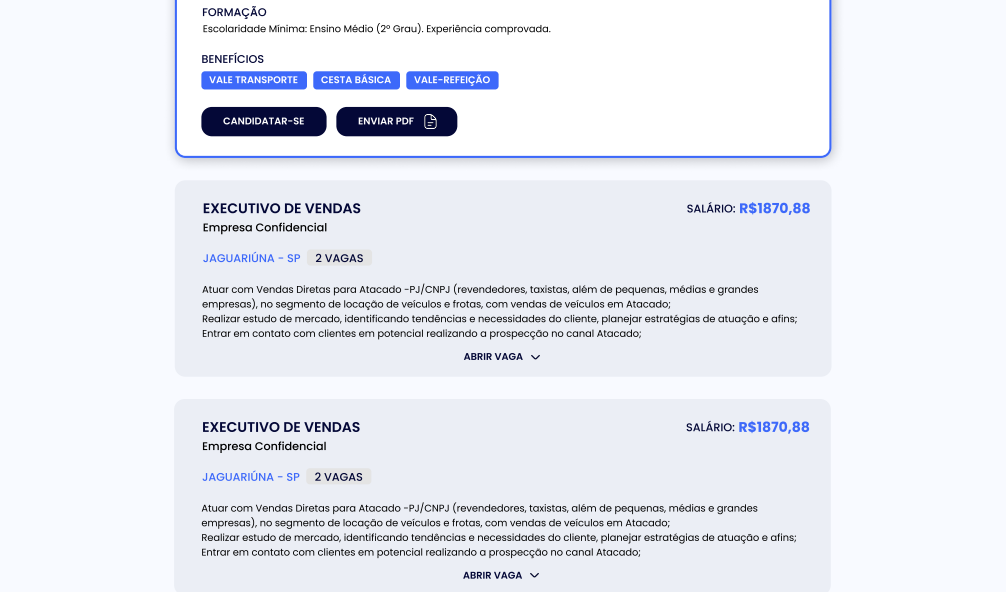 FORMAÇÃO
Escolaridade Mínima: Ensino Médio (2º Grau). Experiência comprovada.
BENEFÍCIOS
VALE TRANSPORTE CESTA BÁSICA VALE-REFEIÇÃO
CANDIDATAR-SE ENVIAR PDF
EXECUTIVO DE VENDAS SALÁRIO: R$1870,88
Empresa Confidencial
JAGUARIÚNA - SP 2 VAGAS
Atuar com Vendas Diretas para Atacado -PJ/CNPJ (revendedores, taxistas, além de pequenas, médias e grandes
empresas), no segmento de locação de veículos e frotas, com vendas de veículos em Atacado;
Realizar estudo de mercado, identificando tendências e necessidades do cliente, planejar estratégias de atuação e afins;
Entrar em contato com clientes em potencial realizando a prospecção no canal Atacado;
ABRIR VAGA
EXECUTIVO DE VENDAS SALÁRIO: R$1870,88
Empresa Confidencial
JAGUARIÚNA - SP 2 VAGAS
Atuar com Vendas Diretas para Atacado -PJ/CNPJ (revendedores, taxistas, além de pequenas, médias e grandes
empresas), no segmento de locação de veículos e frotas, com vendas de veículos em Atacado;
Realizar estudo de mercado, identificando tendências e necessidades do cliente, planejar estratégias de atuação e afins;
Entrar em contato com clientes em potencial realizando a prospecção no canal Atacado;
ABRIR VAGA